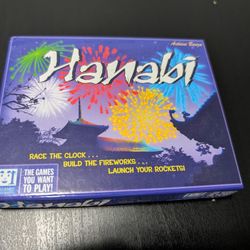 Antoine Bauza
Hanabi
RACE THE CLOCK . . .
BUILD THE FIREWORKS . . .
LAUNCH YOUR ROCKETS!
THE GAMES
YOU WANT
TO PLAY!
Hanabi